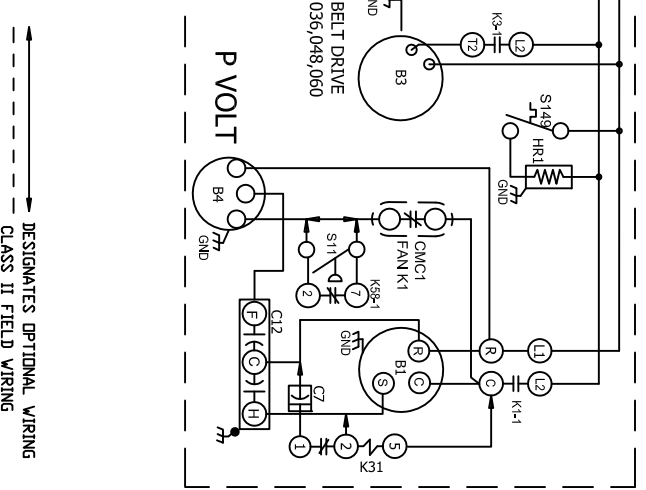 GND
BELT DRIVE
036,048,060
B3
T2
K3-1
L2
S149
HR1
GND
P VOLT
B4
GND
S11
2
7
K58-1
CMC1
FAN K1
F
C
H
C12
GND
B1
R
C
S
R
L1
C
L2
K1-1
C7
1
2
5
K31
DESIGNATES OPTIONAL WIRING
CLASS II FIELD WIRING